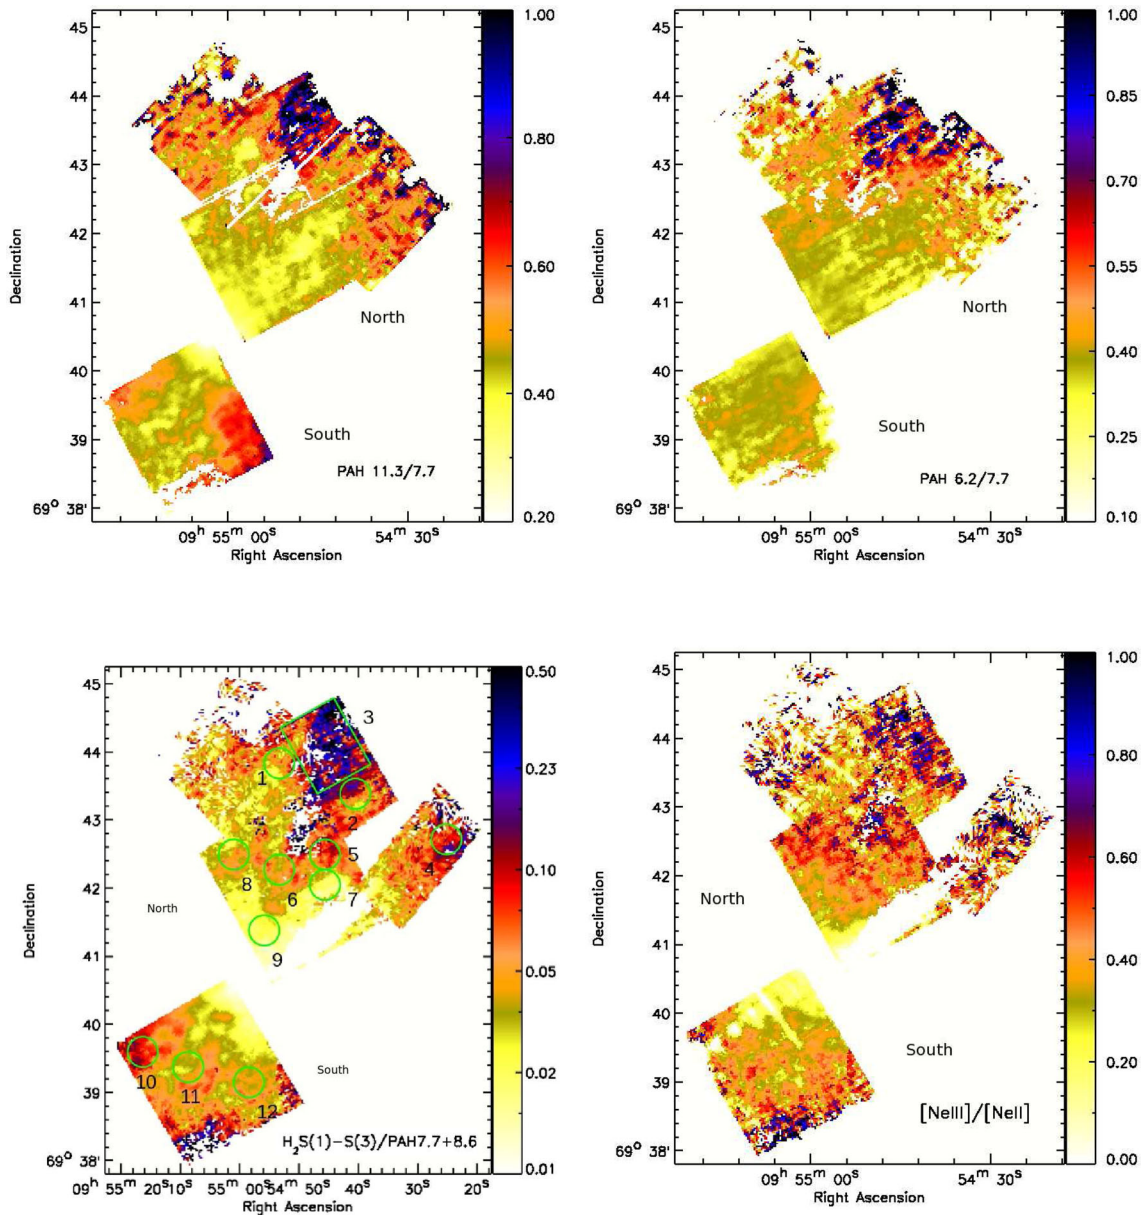 45
44
43
42
41
40
39
69° 38'
Declination
North
South
PAH 11.3/7.7
1.00
0.80
0.60
0.40
0.20
09ʰ 55ᵐ 00ˢ
54ᵐ 30ˢ
Right Ascension
45
44
43
42
41
40
39
69° 38'
Declination
North
South
PAH 6.2/7.7
1.00
0.85
0.70
0.55
0.40
0.25
0.10
09ʰ 55ᵐ 00ˢ
54ᵐ 30ˢ
Right Ascension
45
44
43
42
41
40
39
69° 38'
Declination
3
1
2
5
4
8
6
7
9
North
10
11
12
South
H₂S(1)-S(3)/PAH7.7+8.6
0.50
0.23
0.10
0.05
0.02
0.01
09ʰ 55ᵐ 20ˢ10ˢ 55ᵐ 00ˢ54ᵐ 50ˢ 40ˢ 30ˢ 20ˢ
Right Ascension
45
44
43
42
41
40
39
69° 38'
Declination
North
South
[NeIII]/[NeII]
1.00
0.80
0.60
0.40
0.20
0.00
09ʰ 55ᵐ 00ˢ
54ᵐ 30ˢ
Right Ascension